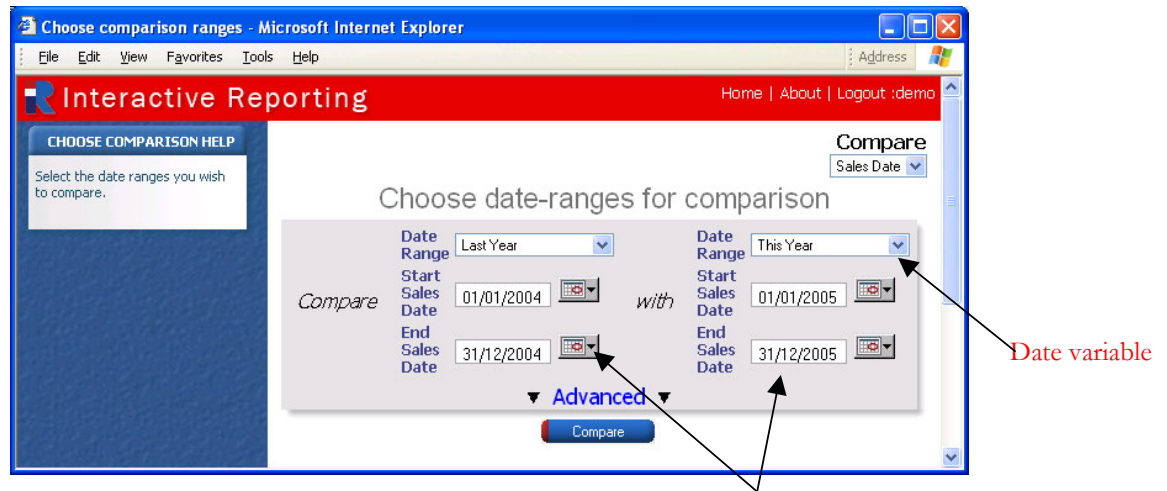 Choose comparison ranges - Microsoft Internet Explorer
File Edit View Favorites Tools Help Address
Interactive Reporting
Home | About | Logout :demo
CHOOSE COMPARISON HELP
Select the date ranges you wish
to compare.
Compare
Sales Date
Choose date-ranges for comparison
Compare
Date
Range
Last Year
Start
Sales
Date
01/01/2004
End
Sales
Date
31/12/2004
with
Date
Range
This Year
Start
Sales
Date
01/01/2005
End
Sales
Date
31/12/2005
Advanced
Compare
Date variable